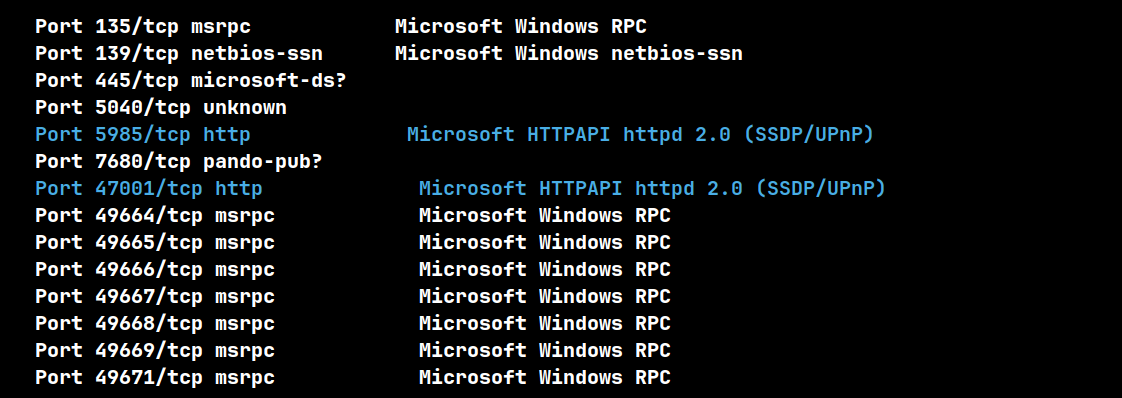 Port 135/tcp msrpc            Microsoft Windows RPC
Port 139/tcp netbios-ssn      Microsoft Windows netbios-ssn
Port 445/tcp microsoft-ds?
Port 5040/tcp unknown
Port 5985/tcp http             Microsoft HTTPAPI httpd 2.0 (SSDP/UPnP)
Port 7680/tcp pando-pub?
Port 47001/tcp http             Microsoft HTTPAPI httpd 2.0 (SSDP/UPnP)
Port 49664/tcp msrpc            Microsoft Windows RPC
Port 49665/tcp msrpc            Microsoft Windows RPC
Port 49666/tcp msrpc            Microsoft Windows RPC
Port 49667/tcp msrpc            Microsoft Windows RPC
Port 49668/tcp msrpc            Microsoft Windows RPC
Port 49669/tcp msrpc            Microsoft Windows RPC
Port 49671/tcp msrpc            Microsoft Windows RPC